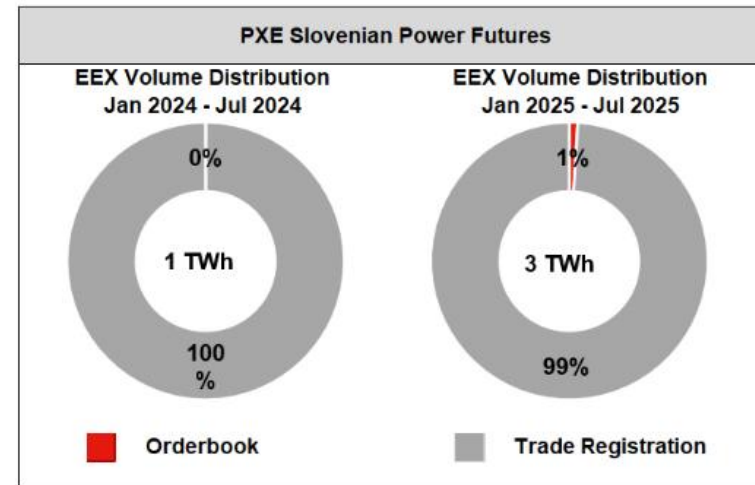 PXE Slovenian Power Futures
EEX Volume Distribution
Jan 2024 - Jul 2024
0%
1 TWh
100
%
EEX Volume Distribution
Jan 2025 - Jul 2025
1%
3 TWh
99%
Orderbook
Trade Registration